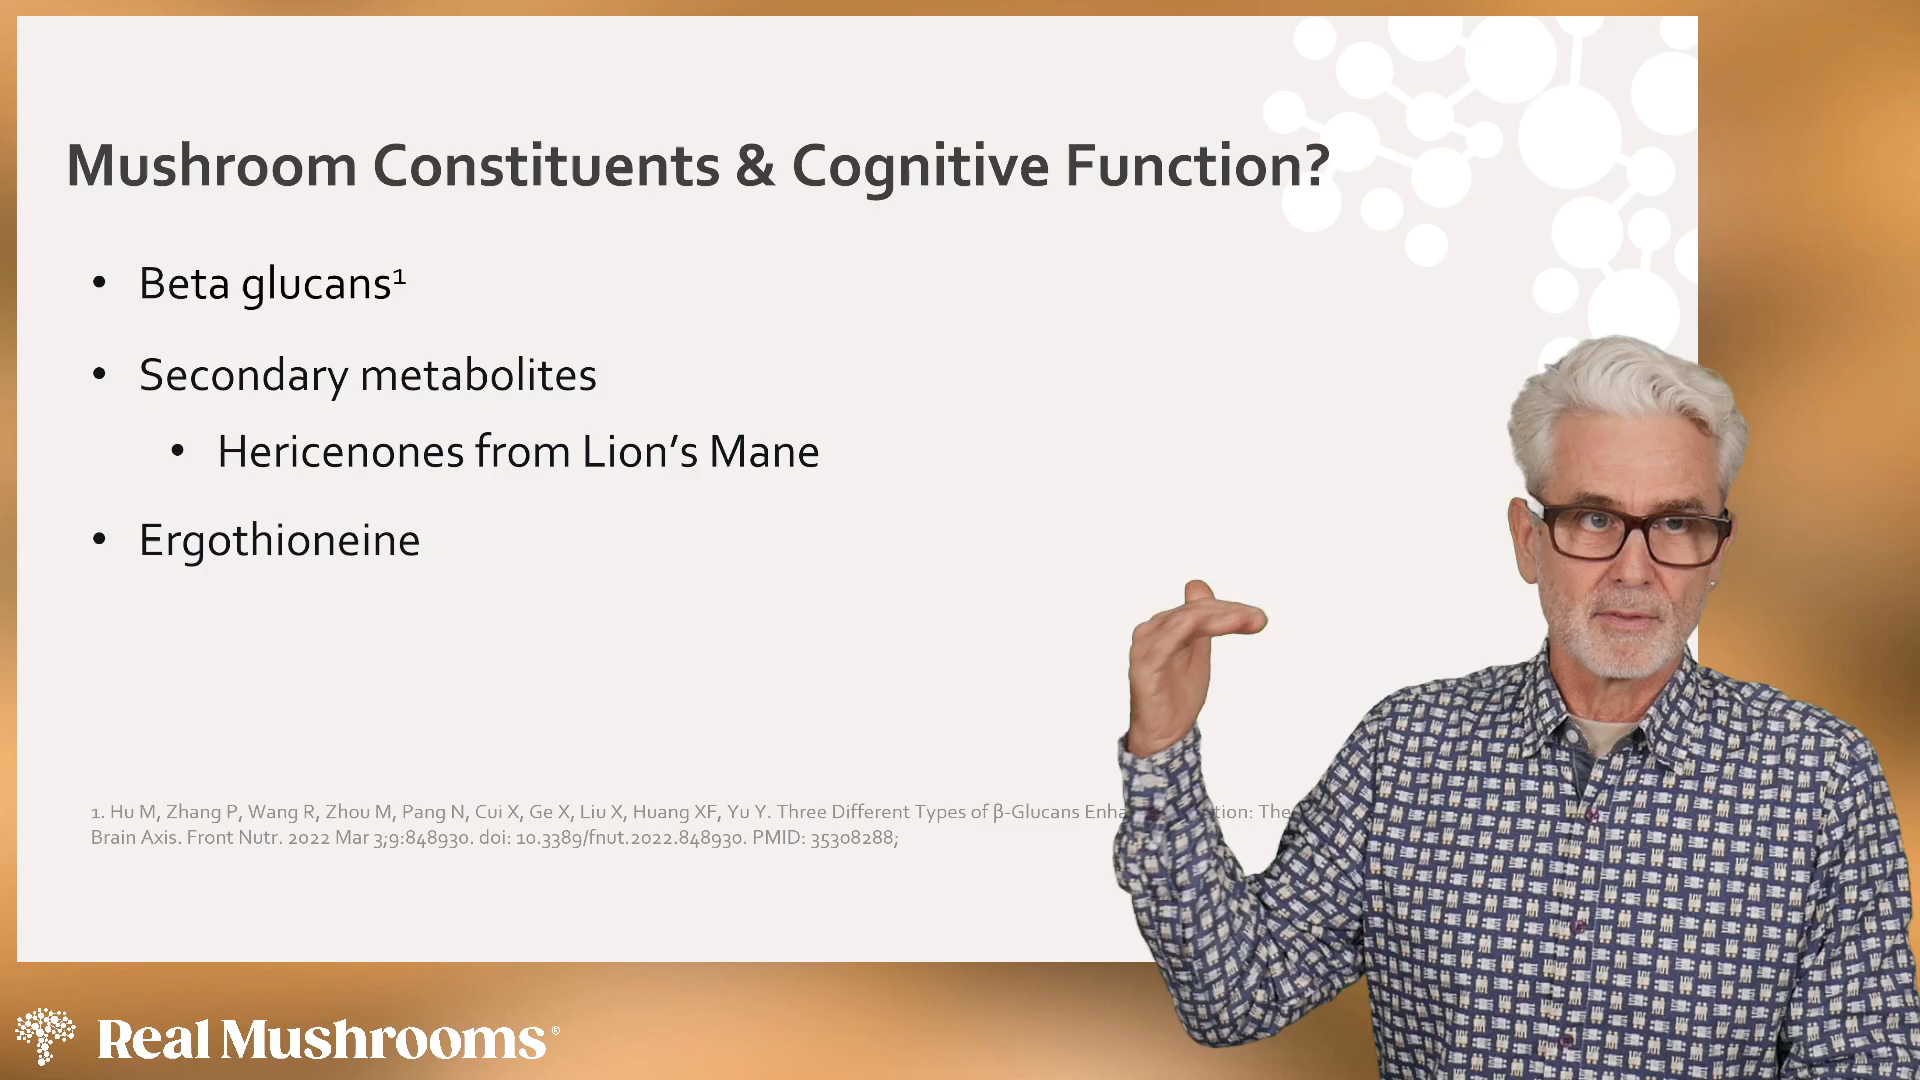 Mushroom Constituents & Cognitive Function?
• Beta glucans¹
• Secondary metabolites
• Hericenones from Lion’s Mane
• Ergothioneine
1. Hu M, Zhang P, Wang R, Zhou M, Pang N, Cui X, Ge X, Liu X, Huang XF, Yu Y. Three Different Types of β-Glucans The
Brain Axis. Front Nutr. 2022 Mar 3;9:848930. doi: 10.3389/fnut.2022.848930. PMID: 35308288;
Real Mushrooms®